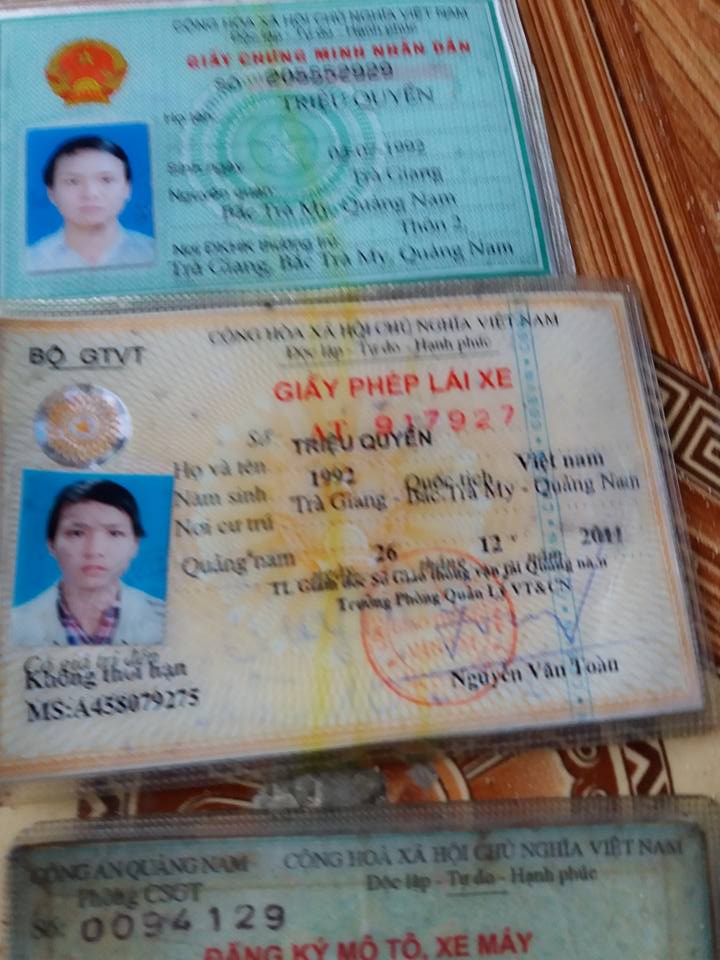 CỘNG HÒA XÃ HỘI CHỦ NGHĨA VIỆT NAM
Độc lập - Tự do - Hạnh phúc
GIẤY CHỨNG MINH NHÂN DÂN
SỐ
TRIỆU QUYỀN
Họ tên
Sinh ngày 1992
Nguyên quán Trà Giang
Bắc Trà My, Quảng Nam
Nơi ĐKHK thường trú Thôn 2,
Trà Giang, Bắc Trà My, Quảng Nam
BỘ GTVT
CỘNG HÒA XÃ HỘI CHỦ NGHĨA VIỆT NAM
Độc lập - Tự do - Hạnh phúc
GIẤY PHÉP LÁI XE
Số: AT 917927
Họ và tên TRIỆU QUYỀN
Năm sinh 1992 Quốc tịch Việt nam
Nơi cư trú Trà Giang - Bắc Trà My - Quảng Nam
Quảng nam ngày 26 tháng 12 năm 2011
TL Giám đốc Sở Giao thông vận tải Quảng nam
Trưởng Phòng Quản Lý VT&CN
Có giá trị đến
Không thời hạn
Nguyễn Văn Toàn
MS:A458079275
CÔNG AN QUẢNG NAM
Phòng CSGT
CỘNG HOÀ XÃ HỘI CHỦ NGHĨA VIỆT NAM
Độc lập - Tự do - Hạnh phúc
Số: 0094129
ĐĂNG KÝ MÔ TÔ, XE MÁY